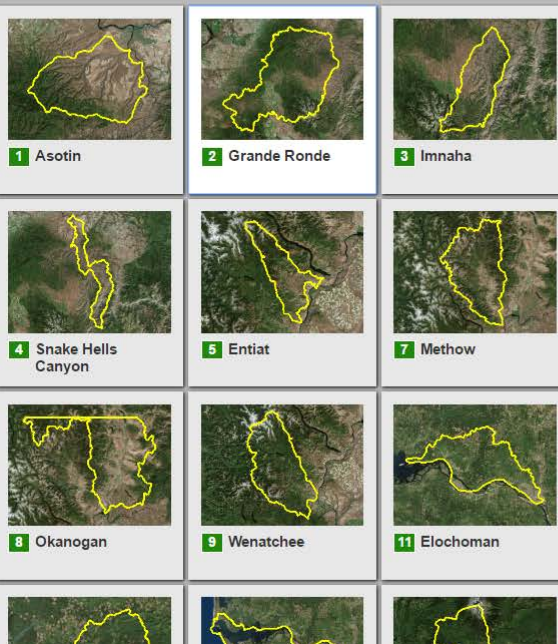 1 Asotin
2 Grande Ronde
3 Imnaha
4 Snake Hells
Canyon
5 Entiat
7 Methow
8 Okanogan
9 Wenatchee
11 Elochoman